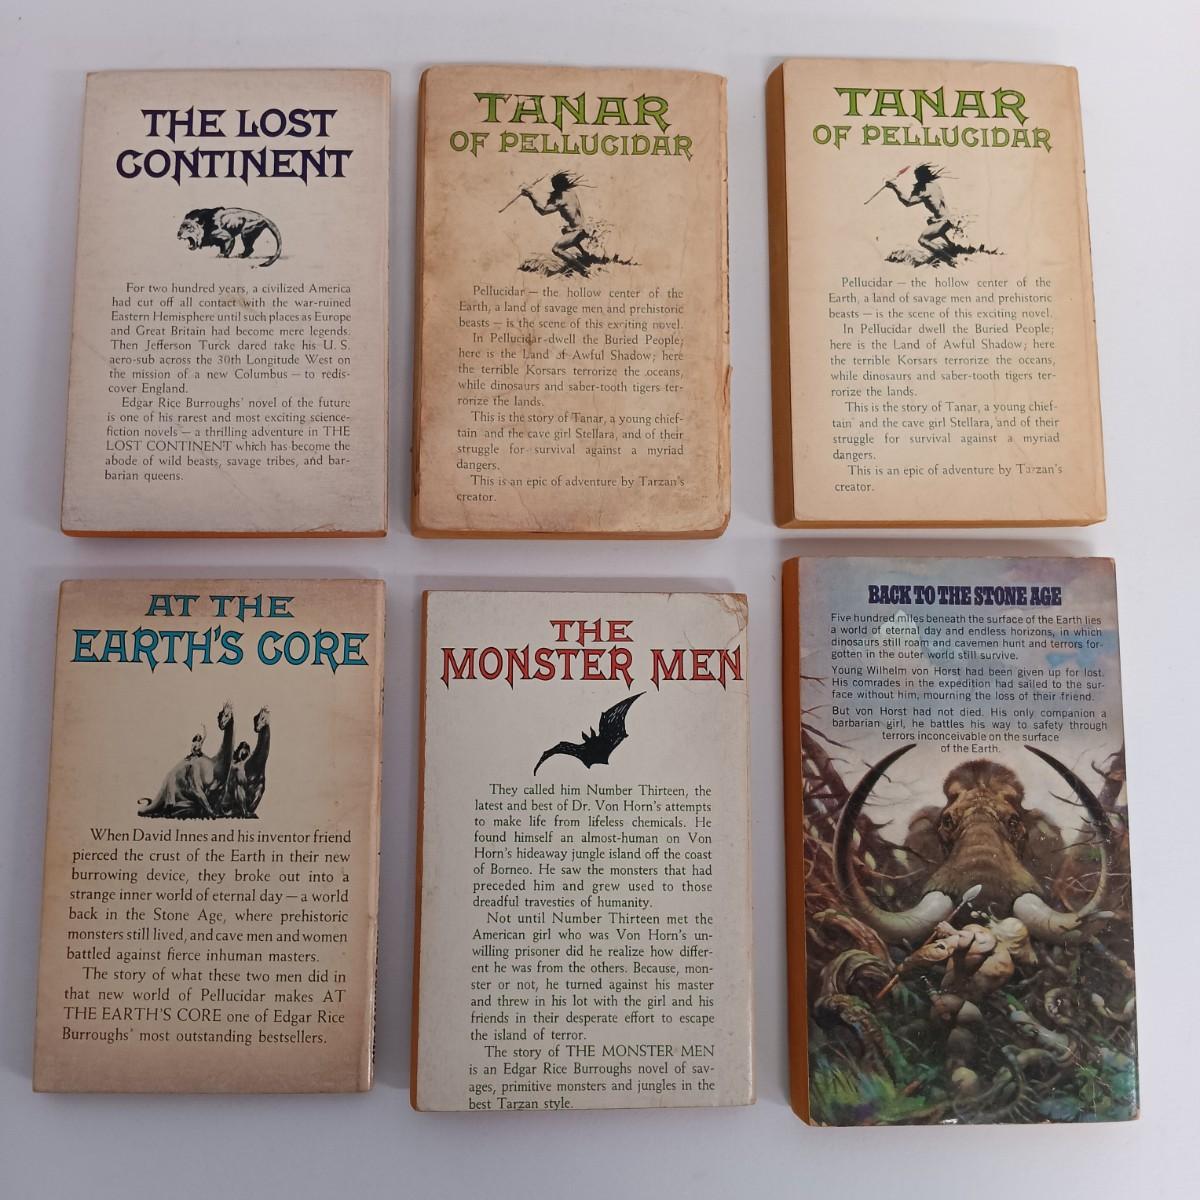 THE LOST
CONTINENT
For two hundred years, a civilized America
had cut off all contact with the war-ruined
Eastern Hemisphere until such places as Europe
and Great Britain had become mere legends.
Then Jefferson Turck dared take his U. S.
aero-sub across the 30th Longitude West on
the mission of a new Columbus — to redis-
cover England.
Edgar Rice Burroughs' novel of the future
is one of his rarest and most exciting science-
fiction novels — a thrilling adventure in THE
LOST CONTINENT which has become the
abode of wild beasts, savage tribes, and bar-
barian queens.
TANAR
OF PELLUCIDAR
Pellucidar — the hollow center of the
Earth, a land of savage men and prehistoric
beasts — is the scene of this exciting novel.
In Pellucidar dwell the Buried People;
here is the Land of Awful Shadow; here
the terrible Korsars terrorize the oceans,
while dinosaurs and saber-tooth tigers ter-
rorize the lands.
This is the story of Tanar, a young chief-
tain and the cave girl Stellara, and of their
struggle for survival against a myriad
dangers.
This is an epic of adventure by Tarzan's
creator.
TANAR
OF PELLUCIDAR
Pellucidar — the hollow center of the
Earth, a land of savage men and prehistoric
beasts — is the scene of this exciting novel.
In Pellucidar dwell the Buried People;
here is the Land of Awful Shadow; here
the terrible Korsars terrorize the oceans,
while dinosaurs and saber-tooth tigers ter-
rorize the lands.
This is the story of Tanar, a young chief-
tain and the cave girl Stellara, and of their
struggle for survival against a myriad
dangers.
This is an epic of adventure by Tarzan's
creator.
AT THE
EARTH'S CORE
When David Innes and his inventor friend
pierced the crust of the Earth in their new
burrowing device, they broke out into a
strange inner world of eternal day — a world
back in the Stone Age, where prehistoric
monsters still lived, and cave men and women
battled against fierce inhuman masters.
The story of what these two men did in
that new world of Pellucidar makes AT
THE EARTH'S CORE one of Edgar Rice
Burroughs' most outstanding bestsellers.
THE
MONSTER MEN
They called him Number Thirteen, the
latest and best of Dr. Von Horn's attempts
to make life from lifeless chemicals. He
found himself an almost-human on Von
Horn's hideaway jungle island off the coast
of Borneo. He saw the monsters that had
preceded him and grew used to those
dreadful travesties of humanity.
Not until Number Thirteen met the
American girl who was Von Horn's un-
willing prisoner did he realize how differ-
ent he was from the others. Because, mon-
ster or not, he turned against his master
and threw in his lot with the girl and his
friends in their desperate effort to escape
the island of terror.
The story of THE MONSTER MEN
is an Edgar Rice Burroughs novel of sav-
ages, primitive monsters and jungles in the
best Tarzan style.
BACK TO THE STONE AGE
Five hundred miles beneath the surface of the Earth lies
a world of eternal day and endless horizons, in which
dinosaurs still roam and cavemen hunt and terrors for-
gotten in the outer world still survive.
Young Wilhelm von Horst had been given up for lost.
His comrades in the expedition had sailed to the sur-
face without him, mourning the loss of their friend.
But von Horst had not died. His only companion a
barbarian girl, he battles his way to safety through
terrors inconceivable on the surface
of the Earth.